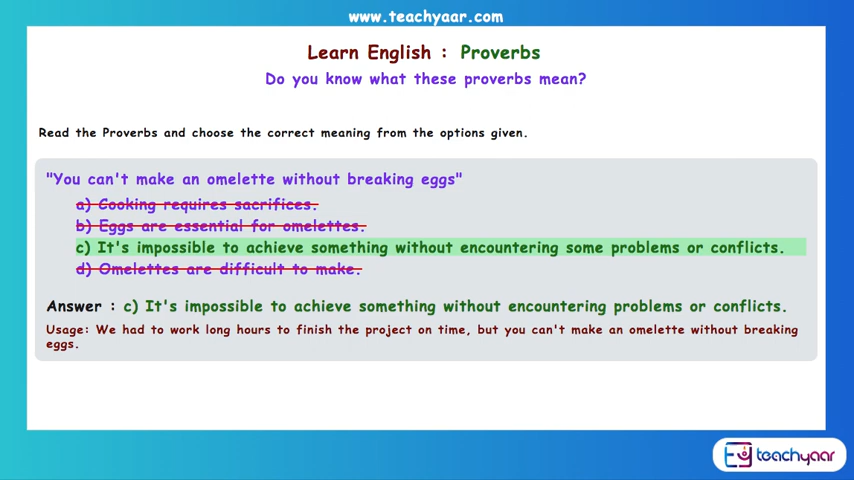 www.teachyaar.com
Learn English : Proverbs
Do you know what these proverbs mean?
Read the Proverbs and choose the correct meaning from the options given.
"You can't make an omelette without breaking eggs"
a) Cooking requires sacrifices.
b) Eggs are essential for omelettes.
c) It's impossible to achieve something without encountering some problems or conflicts.
d) Omelettes are difficult to make.
Answer : c) It's impossible to achieve something without encountering problems or conflicts.
Usage: We had to work long hours to finish the project on time, but you can't make an omelette without breaking
eggs.
teachyaar